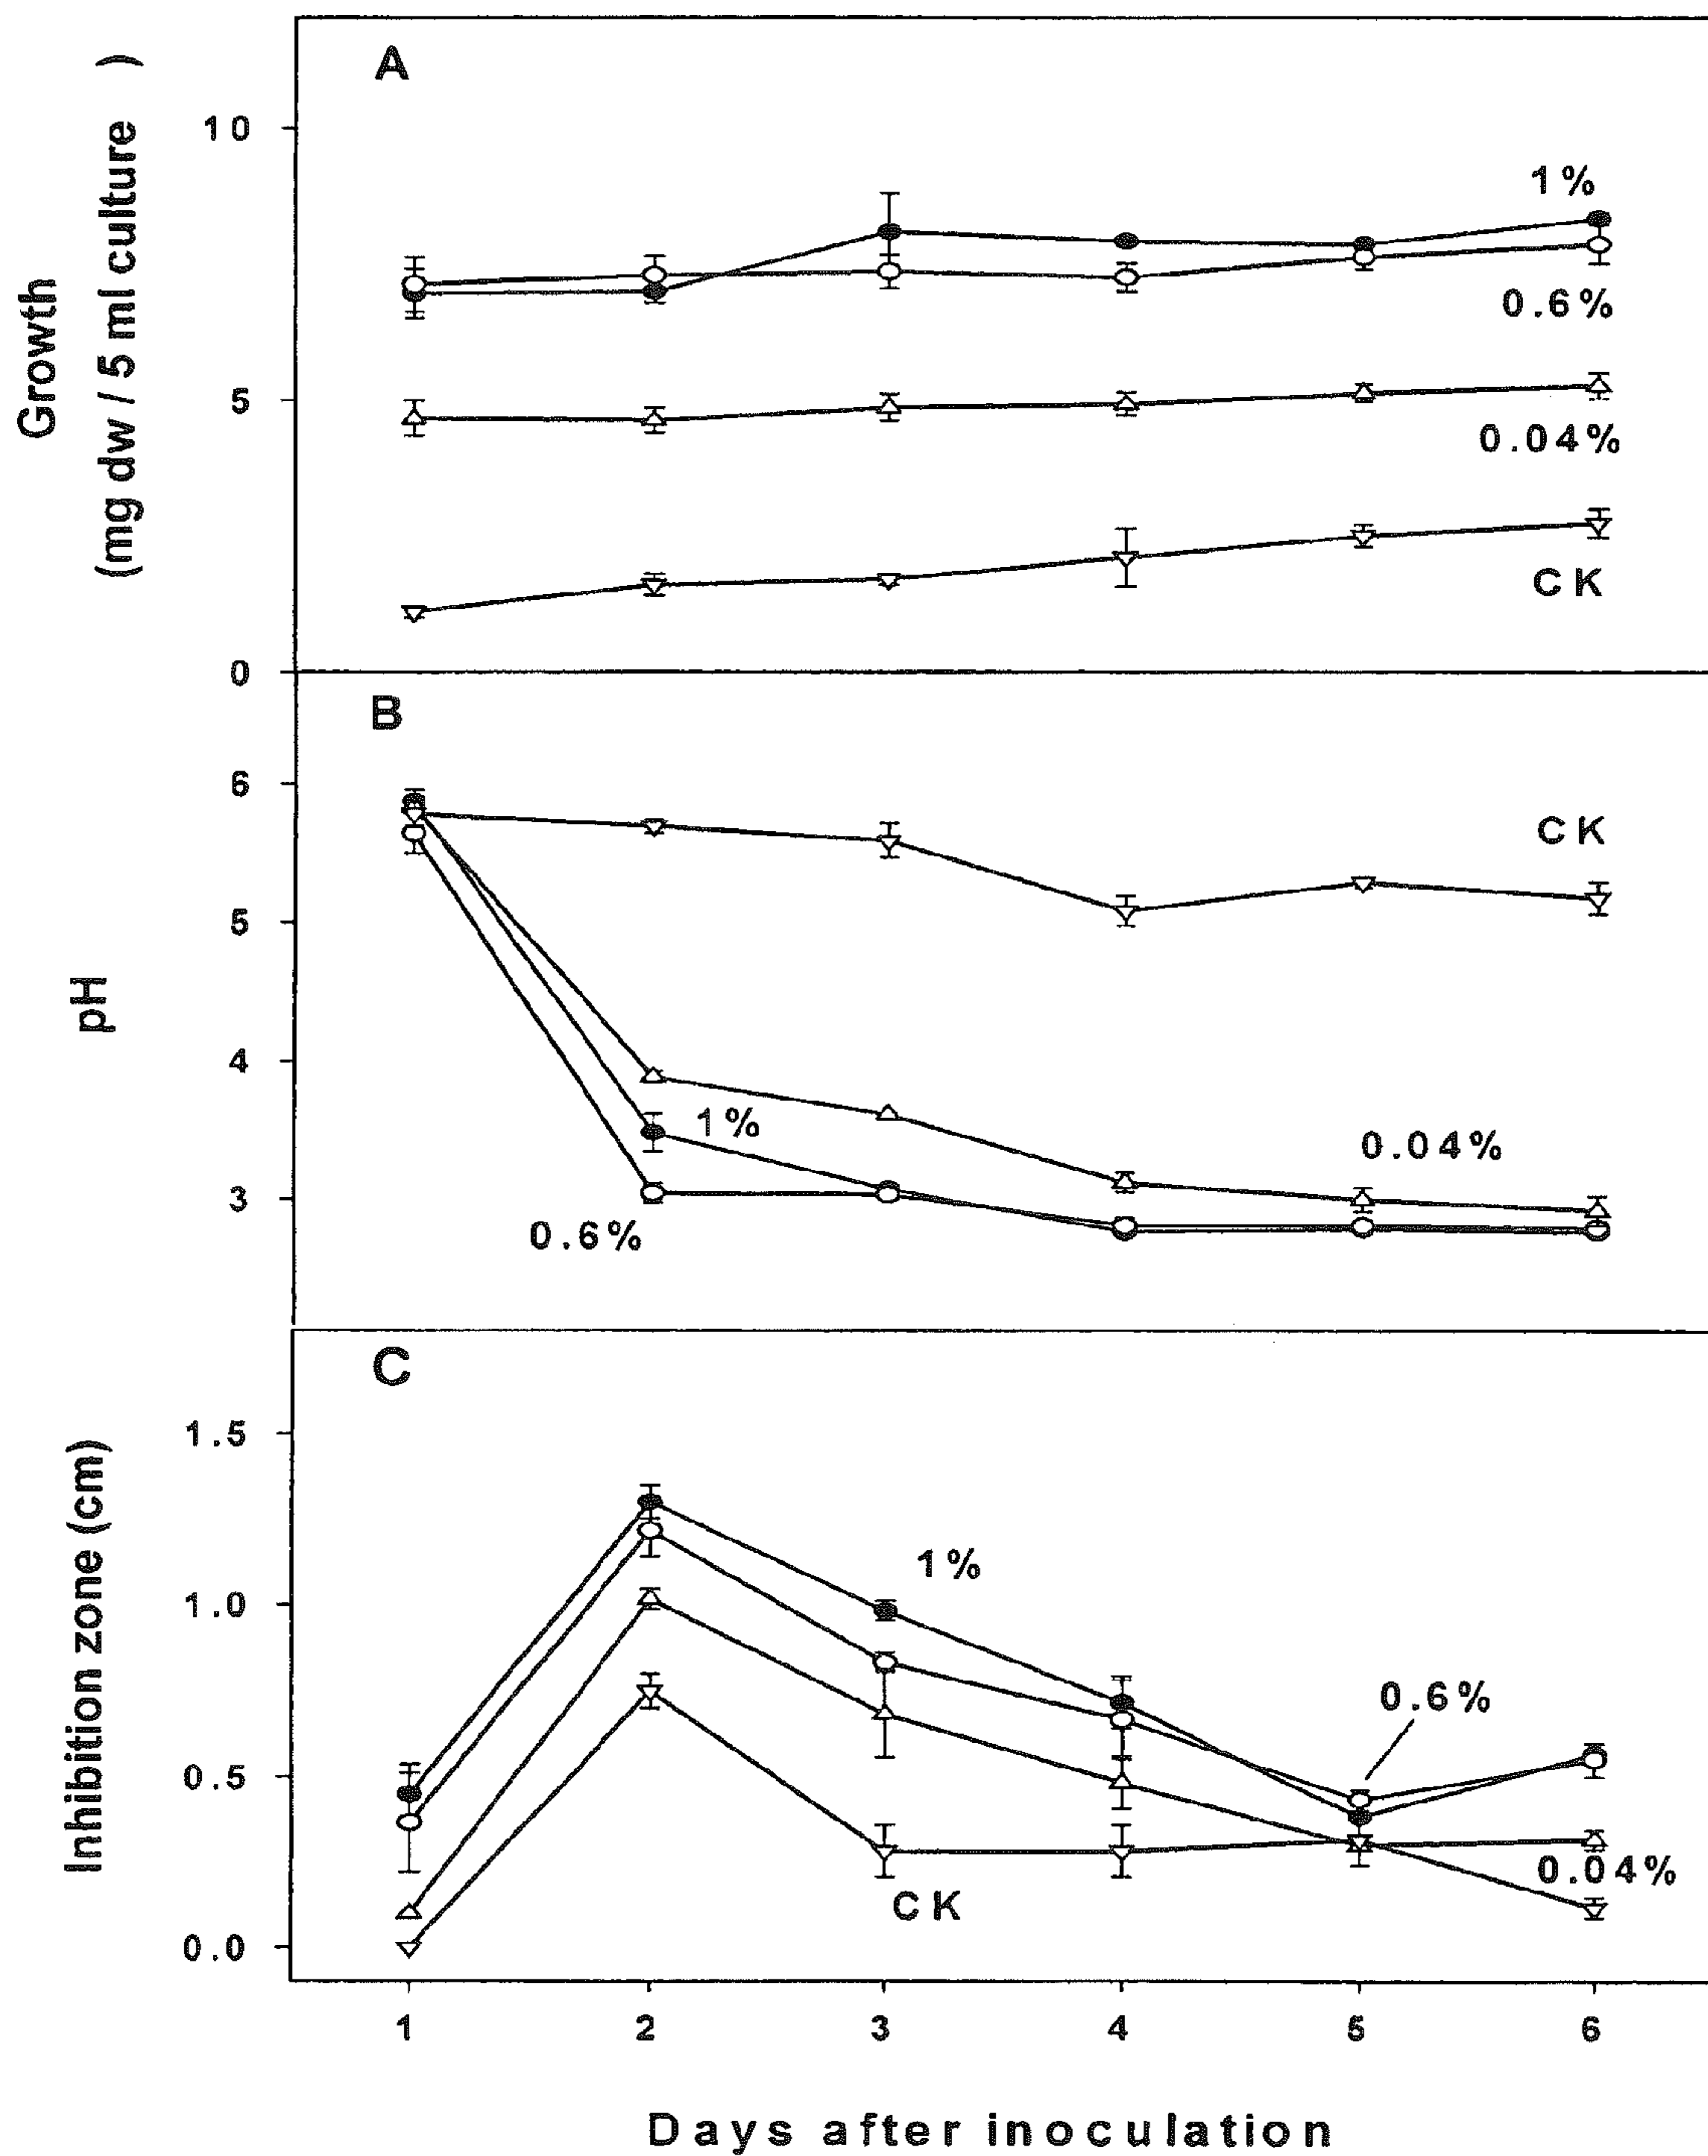 Growth
(mg dw / 5 ml culture )
A
10
5
0
1%
0.6%
0.04%
CK
pH
B
6
5
4
3
CK
1%
0.04%
0.6%
Inhibition zone (cm)
C
1.5
1.0
0.5
0.0
1%
0.6%
0.04%
CK
1 2 3 4 5 6
Days after inoculation